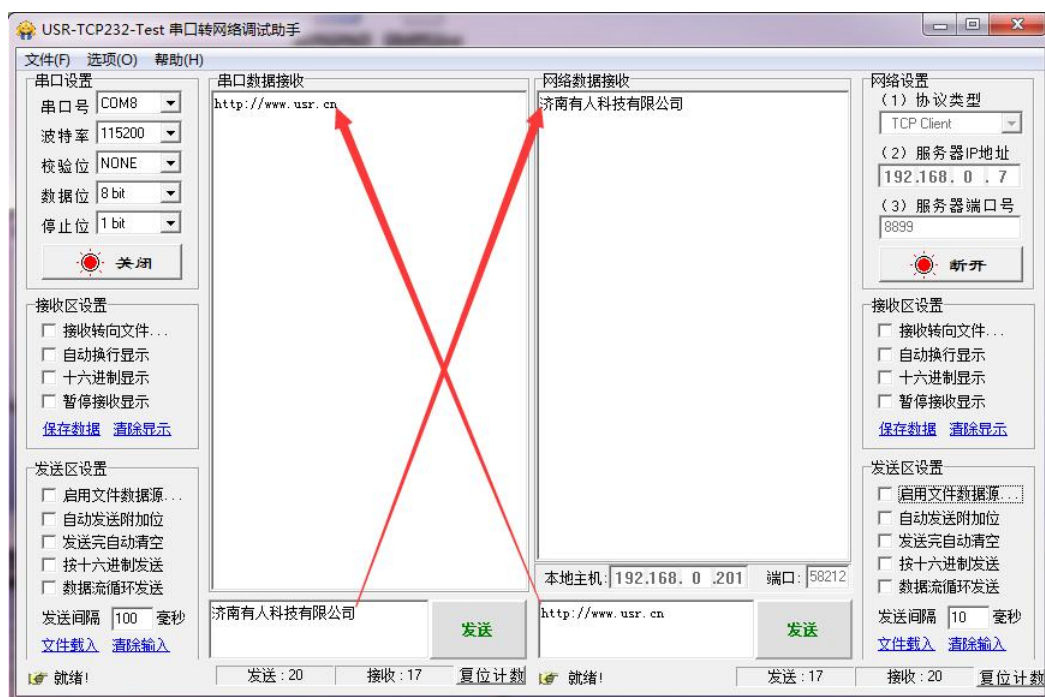 USR-TCP232-Test 串口转网络调试助手
文件(F) 选项(O) 帮助(H)
串口设置
串口号 COM8
波特率 115200
校验位 NONE
数据位 8 bit
停止位 1 bit
关闭
接收区设置
接收转向文件...
自动换行显示
十六进制显示
暂停接收显示
保存数据 清除显示
发送区设置
启用文件数据源...
自动发送附加位
发送完自动清空
按十六进制发送
数据流循环发送
发送间隔 100 毫秒
文件载入 清除输入
串口数据接收
http://www.usr.cn
济南有人科技有限公司
发送
网络数据接收
济南有人科技有限公司
本地主机: 192.168. 0 .201 端口: 58212
http://www.usr.cn
发送
网络设置
(1) 协议类型
TCP Client
(2) 服务器IP地址
192.168. 0 . 7
(3) 服务器端口号
8899
断开
接收区设置
接收转向文件...
自动换行显示
十六进制显示
暂停接收显示
保存数据 清除显示
发送区设置
启用文件数据源...
自动发送附加位
发送完自动清空
按十六进制发送
数据流循环发送
发送间隔 10 毫秒
文件载入 清除输入
就绪! 发送:20 接收:17 复位计数
就绪! 发送:17 接收:20 复位计数